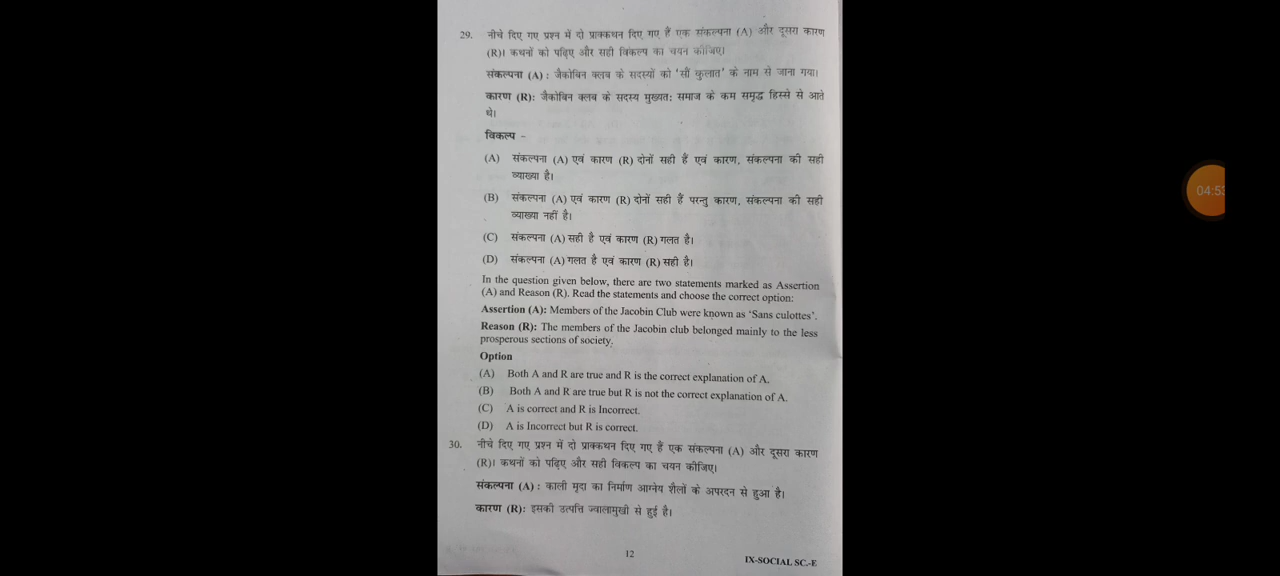 29. नीचे दिए गए प्रश्न में दो प्राक्कथन दिए गए हैं एक संकल्पना (A) और दूसरा कारण
(R)। कथनों को पढ़िए और सही विकल्प का चयन कीजिए।
संकल्पना (A) : जैकोबिन क्लब के सदस्यों को 'सौं कुलात' के नाम से जाना गया।
कारण (R): जैकोबिन क्लब के सदस्य मुख्यत: समाज के कम समृद्ध हिस्से से आते
थे।
विकल्प -
(A) संकल्पना (A) एवं कारण (R) दोनों सही हैं एवं कारण, संकल्पना की सही
व्याख्या है।
(B) संकल्पना (A) एवं कारण (R) दोनों सही हैं परन्तु कारण, संकल्पना की सही
व्याख्या नहीं है।
(C) संकल्पना (A) सही है एवं कारण (R) गलत है।
(D) संकल्पना (A) गलत है एवं कारण (R) सही है।
In the question given below, there are two statements marked as Assertion
(A) and Reason (R). Read the statements and choose the correct option:
Assertion (A): Members of the Jacobin Club were known as 'Sans culottes'.
Reason (R): The members of the Jacobin club belonged mainly to the less
prosperous sections of society.
Option
(A) Both A and R are true and R is the correct explanation of A.
(B) Both A and R are true but R is not the correct explanation of A.
(C) A is correct and R is Incorrect.
(D) A is Incorrect but R is correct.
30. नीचे दिए गए प्रश्न में दो प्राक्कथन दिए गए हैं एक संकल्पना (A) और दूसरा कारण
(R)। कथनों को पढ़िए और सही विकल्प का चयन कीजिए।
संकल्पना (A) : काली मृदा का निर्माण आग्नेय शैलों के अपरदन से हुआ है।
कारण (R): इसकी उत्पत्ति ज्वालामुखी से हुई है।
12
IX-SOCIAL SC.-E
04:53